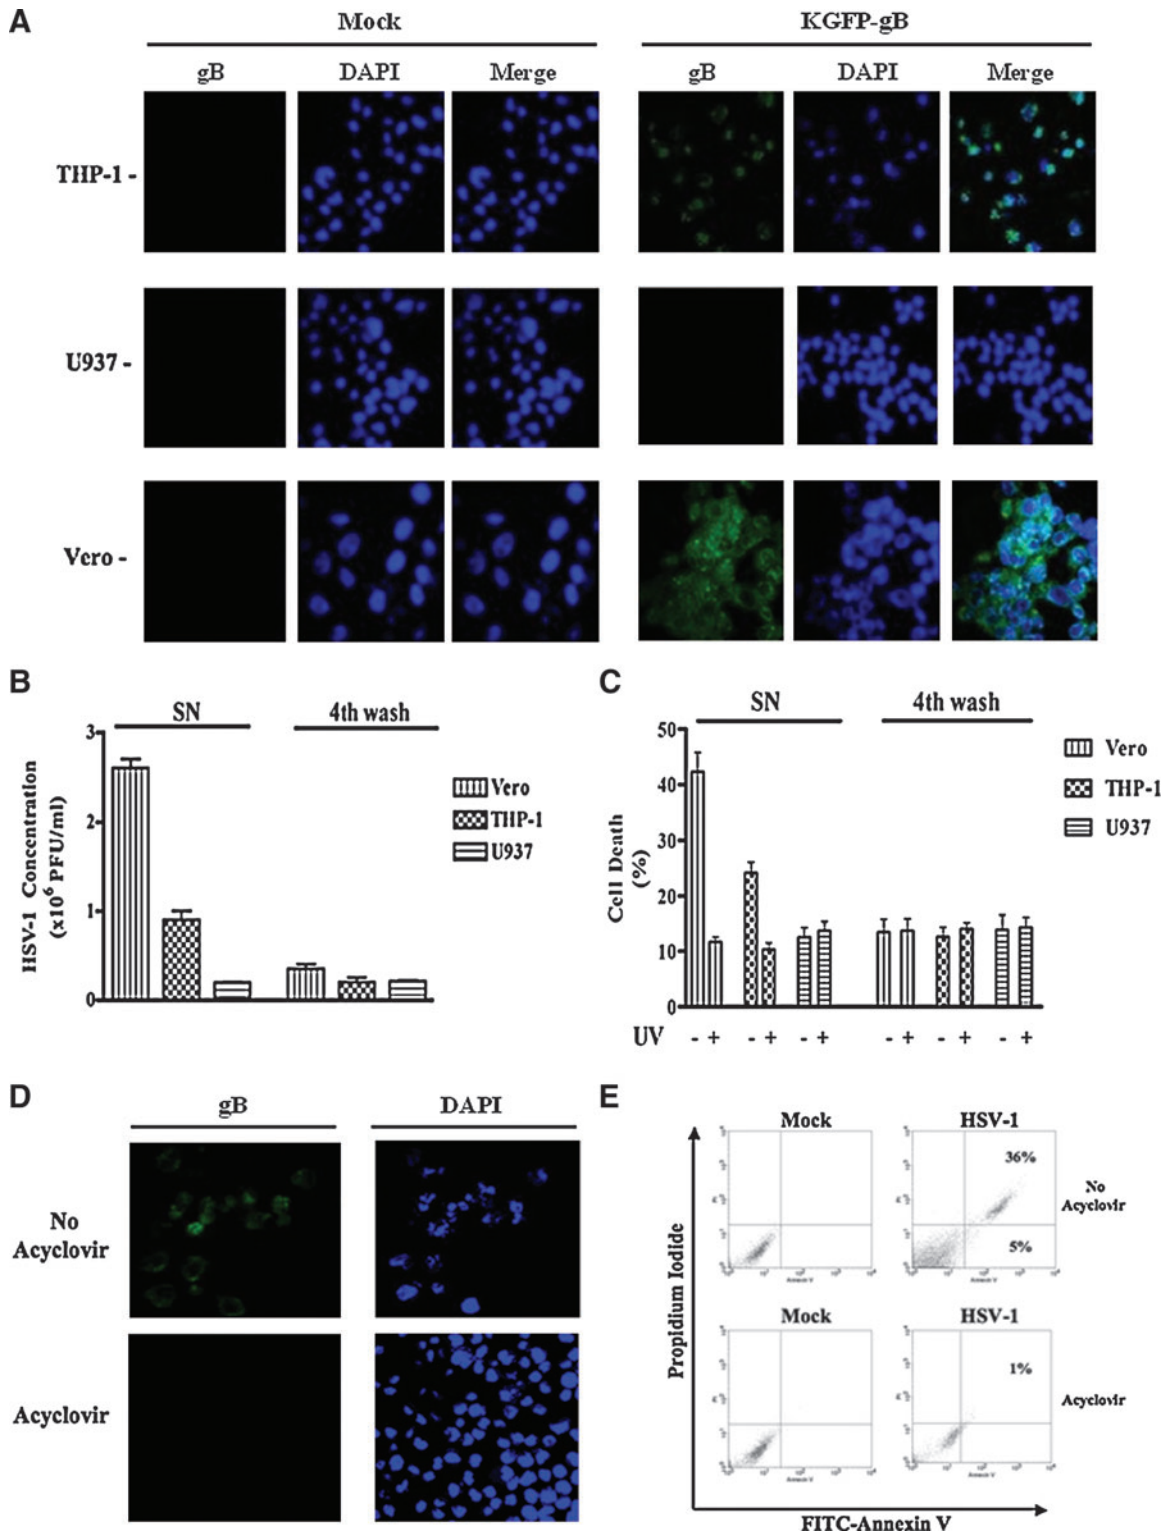 A
Mock
KGFP-gB
gB DAPI Merge gB DAPI Merge
THP-1 -
U937 -
Vero -
B
SN 4th wash
HSV-1 Concentration
(x10⁶ PFU/ml)
3
2
1
0
Vero
THP-1
U937
C
SN 4th wash
Cell Death
(%)
50
40
30
20
10
0
UV - + - + - + - + - + - +
Vero
THP-1
U937
D
gB DAPI
No
Acyclovir
Acyclovir
E
Mock HSV-1
36%
5%
No
Acyclovir
Mock HSV-1
1%
Acyclovir
Propidium Iodide
FITC-Annexin V